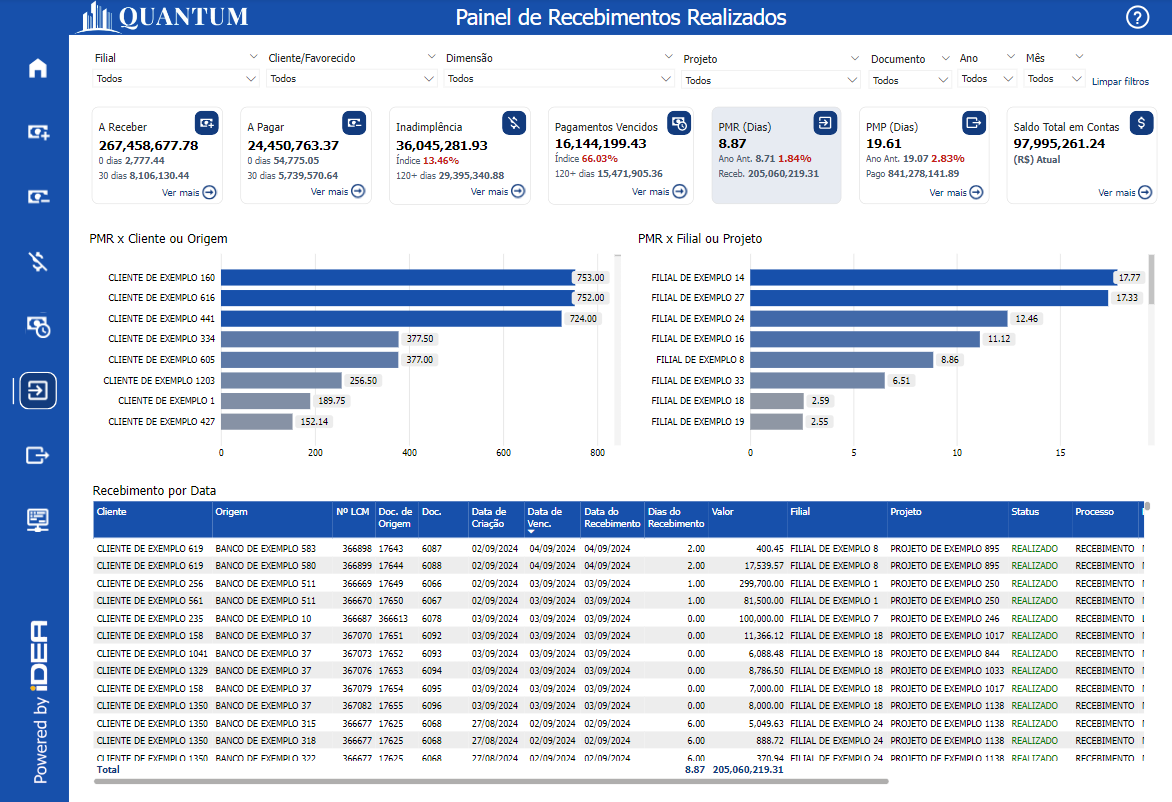 QUANTUM
Painel de Recebimentos Realizados
?
Filial Cliente/Favorecido Dimensão Projeto Documento Ano Mês
Todos Todos Todos Todos Todos Todos Todos Limpar filtros
A Receber
267,458,677.78
0 dias 2,777.44
30 dias 8,106,130.44
Ver mais
A Pagar
24,450,763.37
0 dias 54,775.05
30 dias 5,739,570.64
Ver mais
Inadimplência
36,045,281.93
Índice 13.46%
120+ dias 29,395,340.88
Ver mais
Pagamentos Vencidos
16,144,199.43
Índice 66.03%
120+ dias 15,471,905.36
Ver mais
PMR (Dias)
8.87
Ano Ant. 8.71 1.84%
Receb. 205,060,219.31
PMP (Dias)
19.61
Ano Ant. 19.07 2.83%
Pago 841,278,141.89
Ver mais
$
Saldo Total em Contas
97,995,261.24
(R$) Atual
Ver mais
PMR x Cliente ou Origem
CLIENTE DE EXEMPLO 160 753.00
CLIENTE DE EXEMPLO 616 752.00
CLIENTE DE EXEMPLO 441 724.00
CLIENTE DE EXEMPLO 334 377.50
CLIENTE DE EXEMPLO 605 377.00
CLIENTE DE EXEMPLO 1203 256.50
CLIENTE DE EXEMPLO 1 189.75
CLIENTE DE EXEMPLO 427 152.14
0 200 400 600 800
PMR x Filial ou Projeto
FILIAL DE EXEMPLO 14 17.77
FILIAL DE EXEMPLO 27 17.33
FILIAL DE EXEMPLO 24 12.46
FILIAL DE EXEMPLO 16 11.12
FILIAL DE EXEMPLO 8 8.86
FILIAL DE EXEMPLO 33 6.51
FILIAL DE EXEMPLO 18 2.59
FILIAL DE EXEMPLO 19 2.55
0 5 10 15
Recebimento por Data
Cliente Origem Nº LCM Doc. de Origem Doc. Data de Criação Data de Venc. Data do Recebimento Dias do Recebimento Valor Filial Projeto Status Processo
CLIENTE DE EXEMPLO 619 BANCO DE EXEMPLO 583 366898 17643 6087 02/09/2024 04/09/2024 04/09/2024 2.00 400.45 FILIAL DE EXEMPLO 8 PROJETO DE EXEMPLO 895 REALIZADO RECEBIMENTO
CLIENTE DE EXEMPLO 619 BANCO DE EXEMPLO 580 366899 17644 6088 02/09/2024 04/09/2024 04/09/2024 2.00 17,539.57 FILIAL DE EXEMPLO 8 PROJETO DE EXEMPLO 895 REALIZADO RECEBIMENTO
CLIENTE DE EXEMPLO 256 BANCO DE EXEMPLO 511 366669 17649 6066 02/09/2024 03/09/2024 03/09/2024 1.00 299,700.00 FILIAL DE EXEMPLO 1 PROJETO DE EXEMPLO 250 REALIZADO RECEBIMENTO
CLIENTE DE EXEMPLO 561 BANCO DE EXEMPLO 511 366670 17650 6067 02/09/2024 03/09/2024 03/09/2024 1.00 81,500.00 FILIAL DE EXEMPLO 1 PROJETO DE EXEMPLO 250 REALIZADO RECEBIMENTO
CLIENTE DE EXEMPLO 235 BANCO DE EXEMPLO 10 366687 366613 6078 03/09/2024 03/09/2024 03/09/2024 0.00 100,000.00 FILIAL DE EXEMPLO 7 PROJETO DE EXEMPLO 246 REALIZADO RECEBIMENTO
CLIENTE DE EXEMPLO 158 BANCO DE EXEMPLO 37 367070 17651 6092 03/09/2024 03/09/2024 03/09/2024 0.00 11,366.12 FILIAL DE EXEMPLO 18 PROJETO DE EXEMPLO 1017 REALIZADO RECEBIMENTO
CLIENTE DE EXEMPLO 1041 BANCO DE EXEMPLO 37 367073 17652 6093 03/09/2024 03/09/2024 03/09/2024 0.00 6,088.48 FILIAL DE EXEMPLO 18 PROJETO DE EXEMPLO 844 REALIZADO RECEBIMENTO
CLIENTE DE EXEMPLO 1329 BANCO DE EXEMPLO 37 367076 17653 6094 03/09/2024 03/09/2024 03/09/2024 0.00 8,786.50 FILIAL DE EXEMPLO 18 PROJETO DE EXEMPLO 1033 REALIZADO RECEBIMENTO
CLIENTE DE EXEMPLO 158 BANCO DE EXEMPLO 37 367079 17654 6095 03/09/2024 03/09/2024 03/09/2024 0.00 7,000.00 FILIAL DE EXEMPLO 18 PROJETO DE EXEMPLO 1017 REALIZADO RECEBIMENTO
CLIENTE DE EXEMPLO 1350 BANCO DE EXEMPLO 37 367082 17655 6096 03/09/2024 03/09/2024 03/09/2024 0.00 8,000.00 FILIAL DE EXEMPLO 18 PROJETO DE EXEMPLO 1138 REALIZADO RECEBIMENTO
CLIENTE DE EXEMPLO 1350 BANCO DE EXEMPLO 315 366677 17625 6068 27/08/2024 02/09/2024 02/09/2024 6.00 5,049.63 FILIAL DE EXEMPLO 24 PROJETO DE EXEMPLO 1138 REALIZADO RECEBIMENTO
CLIENTE DE EXEMPLO 1350 BANCO DE EXEMPLO 318 366677 17625 6068 27/08/2024 02/09/2024 02/09/2024 6.00 888.72 FILIAL DE EXEMPLO 24 PROJETO DE EXEMPLO 1138 REALIZADO RECEBIMENTO
CLIENTE DE EXEMPLO 1350 BANCO DE EXEMPLO 322 366677 17625 6068 27/08/2024 02/09/2024 02/09/2024 6.00 370.94 FILIAL DE EXEMPLO 24 PROJETO DE EXEMPLO 1138 REALIZADO RECEBIMENTO
Total 8.87 205,060,219.31
Powered by iDEA